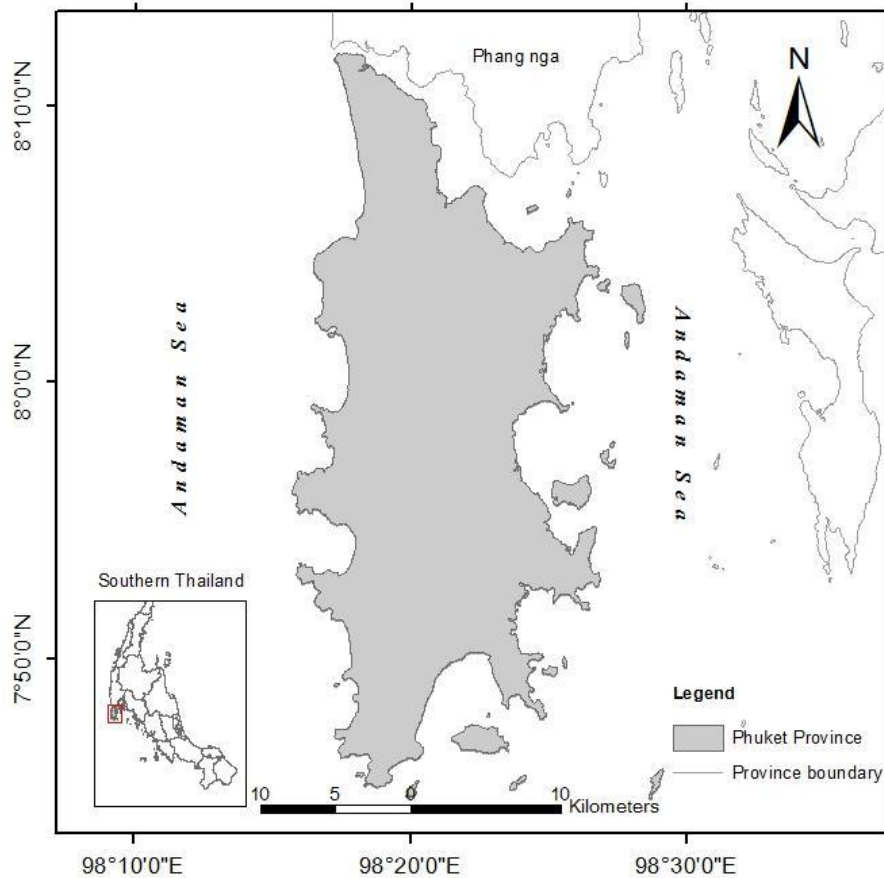 Phang nga
N
8°10'0"N
8°0'0"N
7°50'0"N
Andaman Sea
Andaman Sea
Southern Thailand
Legend
Phuket Province
Province boundary
10 5 0 10
Kilometers
98°10'0"E 98°20'0"E 98°30'0"E